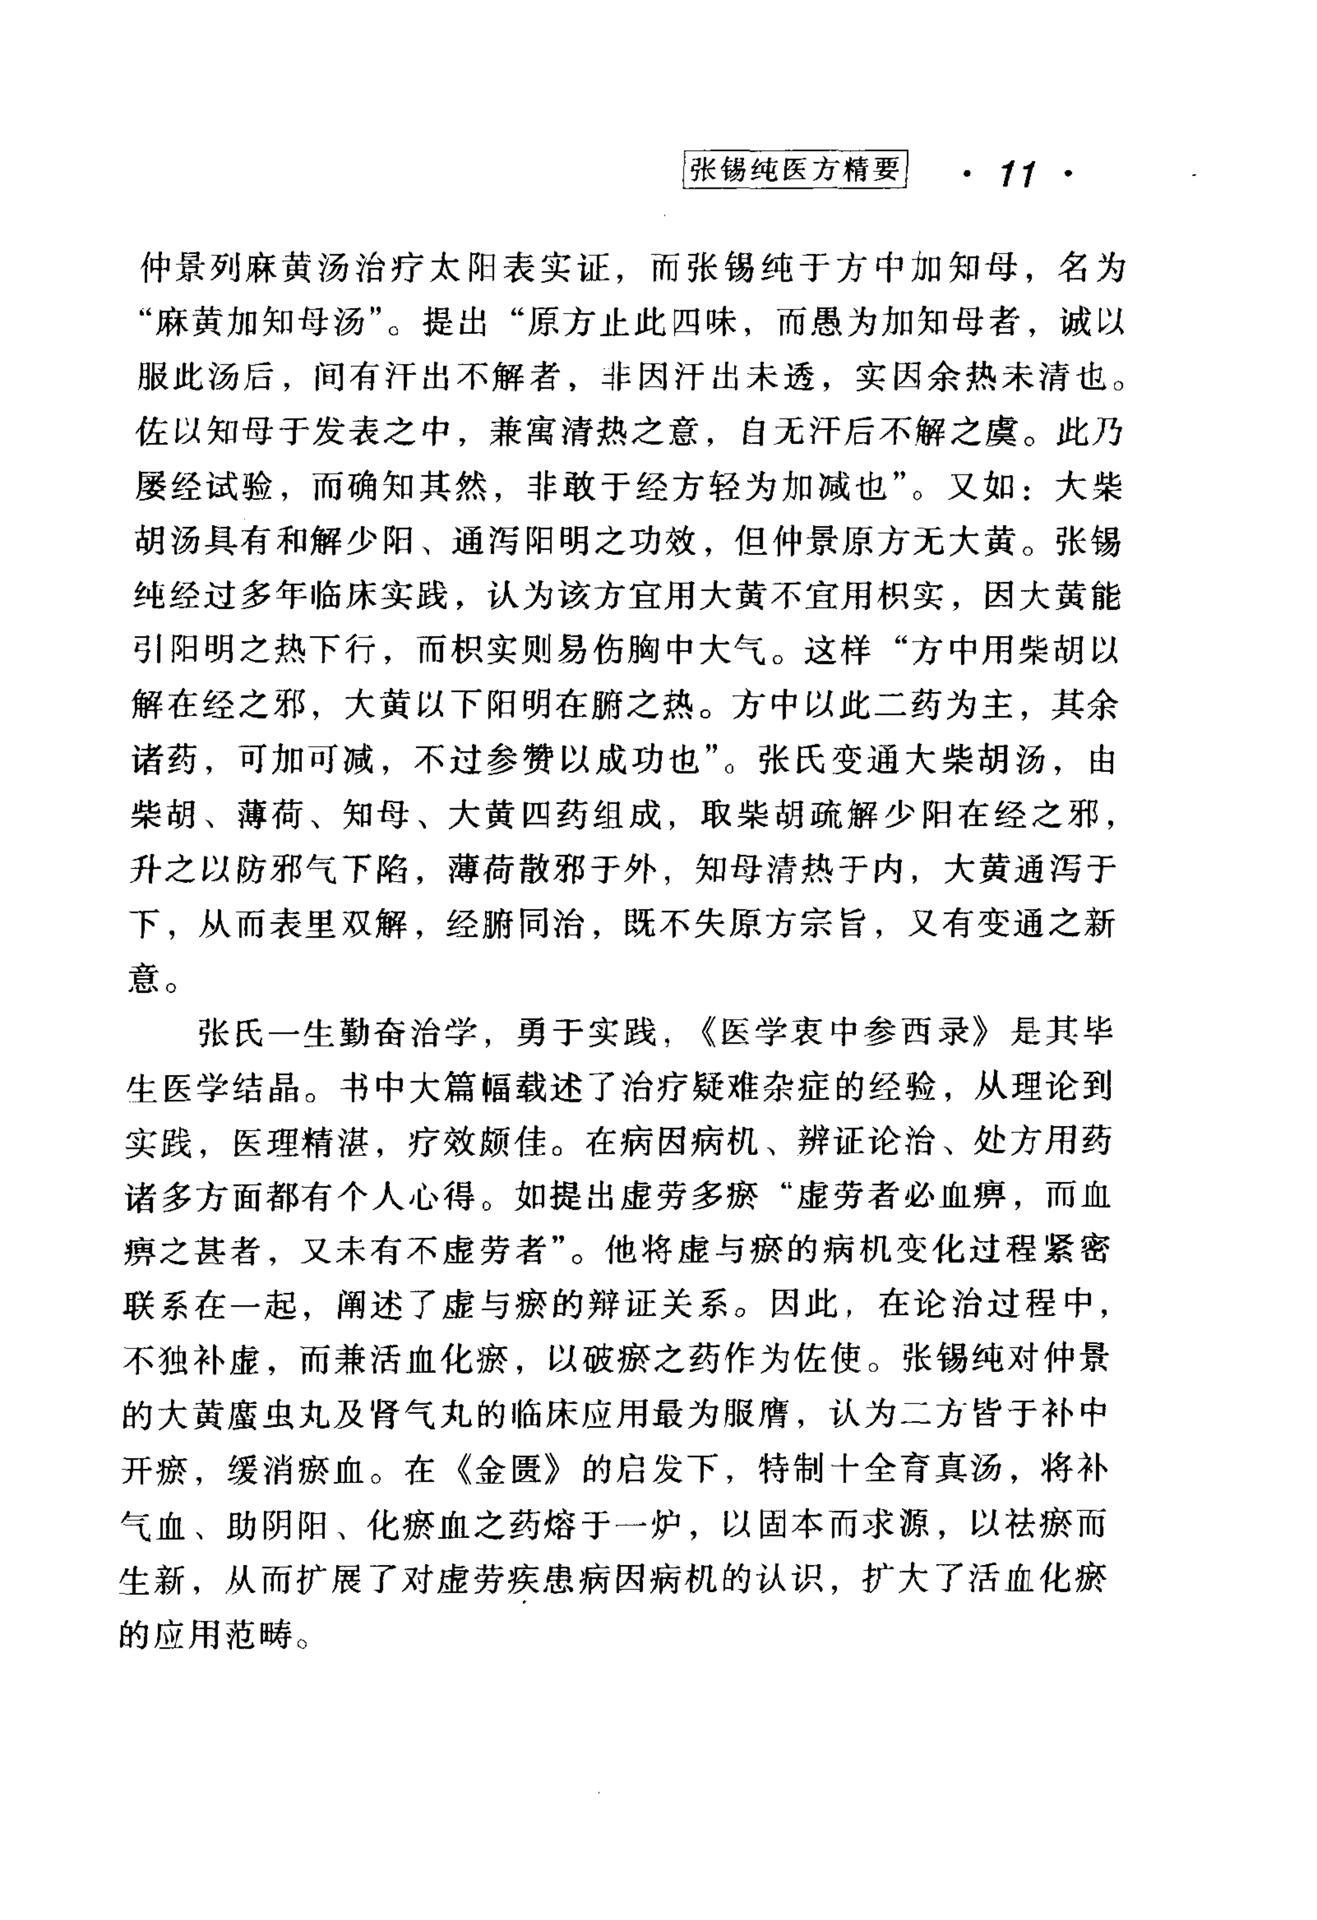 张锡纯医方精要 · 11 ·
仲景列麻黄汤治疗太阳表实证，而张锡纯于方中加知母，名为
“麻黄加知母汤”。提出“原方止此四味，而愚为加知母者，诚以
服此汤后，间有汗出不解者，非因汗出未透，实因余热未清也。
佐以知母于发表之中，兼寓清热之意，自无汗后不解之虞。此乃
屡经试验，而确知其然，非敢于经方轻为加减也”。又如：大柴
胡汤具有和解少阳、通泻阳明之功效，但仲景原方无大黄。张锡
纯经过多年临床实践，认为该方宜用大黄不宜用枳实，因大黄能
引阳明之热下行，而枳实则易伤胸中大气。这样“方中用柴胡以
解在经之邪，大黄以下阳明在腑之热。方中以此二药为主，其余
诸药，可加可减，不过参赞以成功也”。张氏变通大柴胡汤，由
柴胡、薄荷、知母、大黄四药组成，取柴胡疏解少阳在经之邪，
升之以防邪气下陷，薄荷散邪于外，知母清热于内，大黄通泻于
下，从而表里双解，经腑同治，既不失原方宗旨，又有变通之新
意。
张氏一生勤奋治学，勇于实践，《医学衷中参西录》是其毕
生医学结晶。书中大篇幅载述了治疗疑难杂症的经验，从理论到
实践，医理精湛，疗效颇佳。在病因病机、辨证论治、处方用药
诸多方面都有个人心得。如提出虚劳多瘀“虚劳者必血痹，而血
痹之甚者，又未有不虚劳者”。他将虚与瘀的病机变化过程紧密
联系在一起，阐述了虚与瘀的辩证关系。因此，在论治过程中，
不独补虚，而兼活血化瘀，以破瘀之药作为佐使。张锡纯对仲景
的大黄䗪虫丸及肾气丸的临床应用最为服膺，认为二方皆于补中
开瘀，缓消瘀血。在《金匮》的启发下，特制十全育真汤，将补
气血、助阴阳、化瘀血之药熔于一炉，以固本而求源，以祛瘀而
生新，从而扩展了对虚劳疾患病因病机的认识，扩大了活血化瘀
的应用范畴。